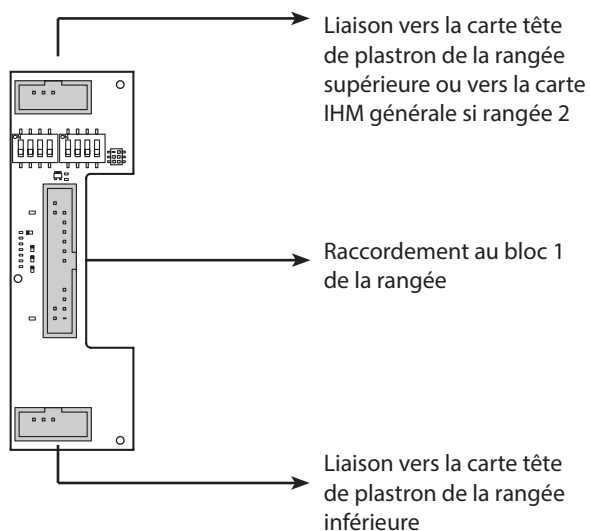 Liaison vers la carte tête
de plastron de la rangée
supérieure ou vers la carte
IHM générale si rangée 2
ON
ON
Raccordement au bloc 1
de la rangée
Liaison vers la carte tête
de plastron de la rangée
inférieure